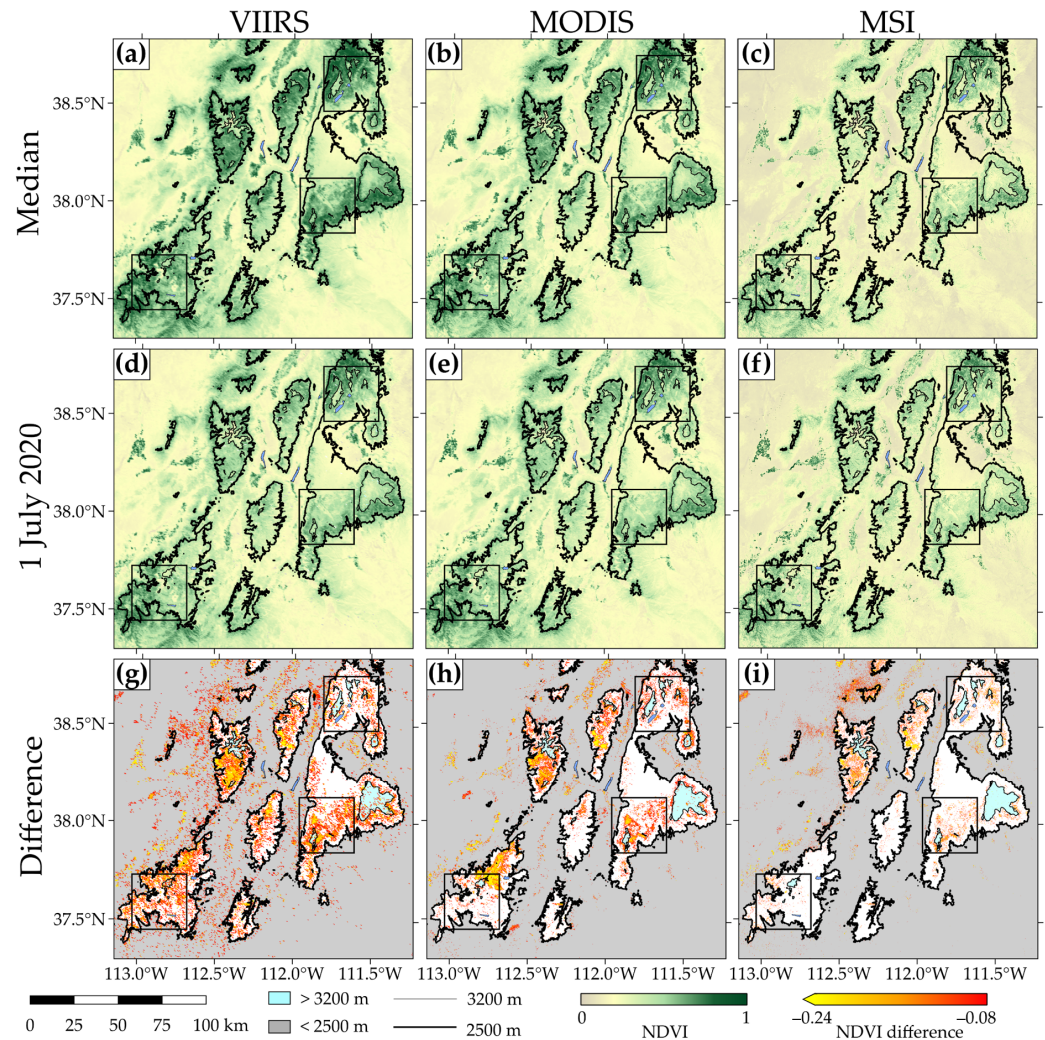 VIIRS MODIS MSI
Median
(a) (b) (c)
38.5°N
38.0°N
37.5°N
1 July 2020
(d) (e) (f)
38.5°N
38.0°N
37.5°N
Difference
(g) (h) (i)
38.5°N
38.0°N
37.5°N
113.0°W 112.5°W 112.0°W 111.5°W 113.0°W 112.5°W 112.0°W 111.5°W 113.0°W 112.5°W 112.0°W 111.5°W
0 25 50 75 100 km
> 3200 m
< 2500 m
3200 m
2500 m
0 1
NDVI
−0.24 −0.08
NDVI difference